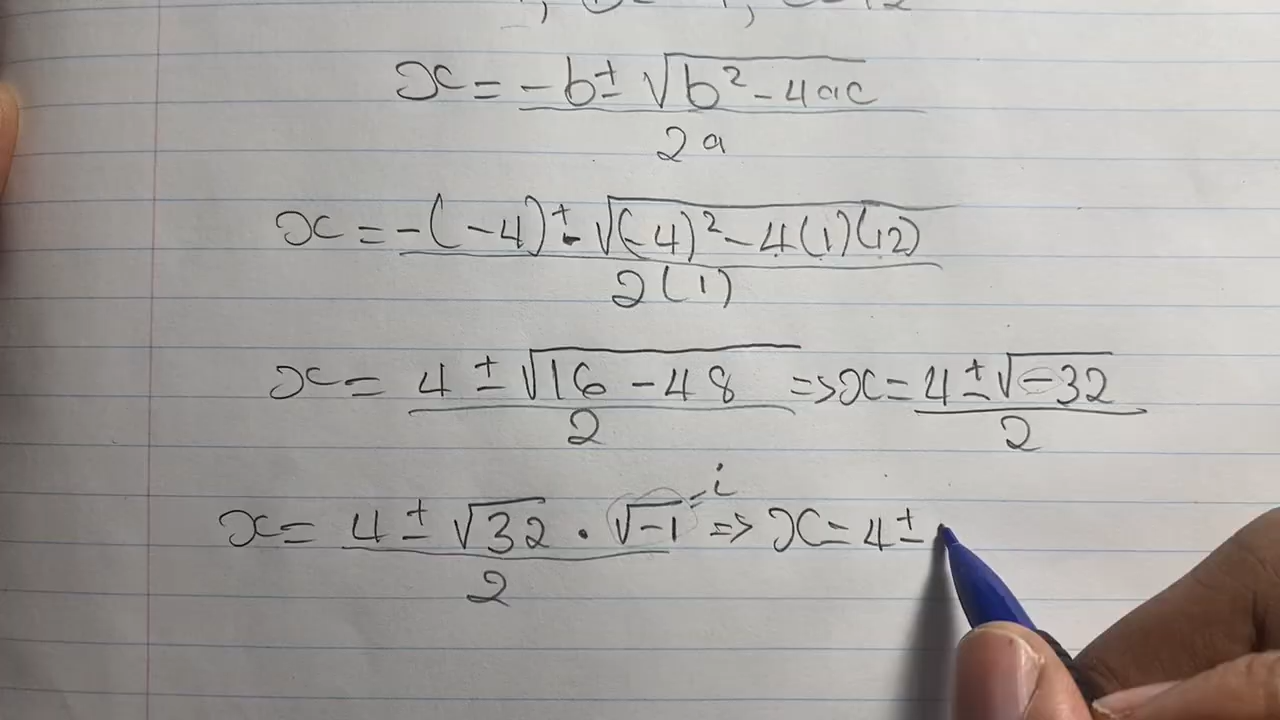 x = -b ± √b² - 4ac
2a
x = -(-4) ± √(-4)² - 4(1)(12)
2(1)
x = 4 ± √16 - 48 => x = 4 ± √-32
2 2
= i
x = 4 ± √32 · √-1 => x = 4 ±
2